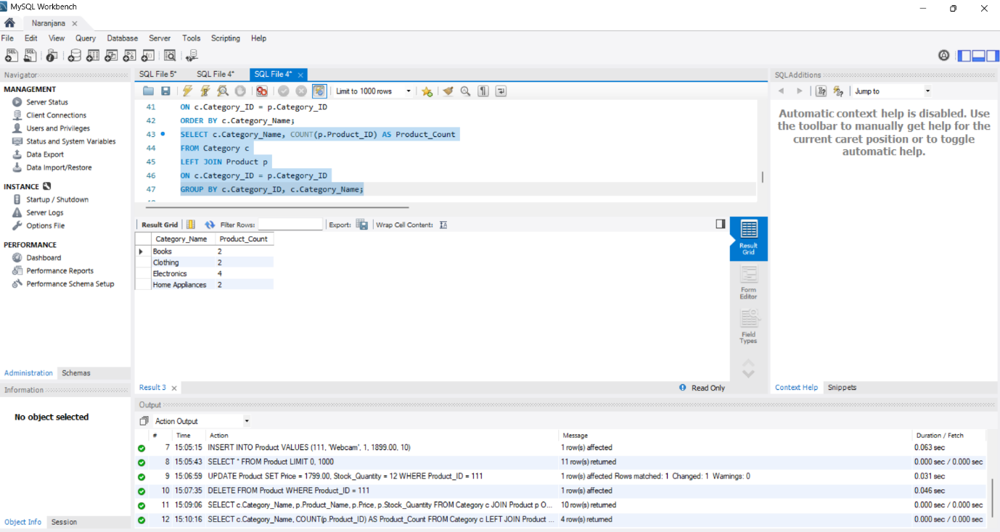 MySQL Workbench
Naranjana
File Edit View Query Database Server Tools Scripting Help
Navigator
MANAGEMENT
Server Status
Client Connections
Users and Privileges
Status and System Variables
Data Export
Data Import/Restore
INSTANCE
Startup / Shutdown
Server Logs
Options File
PERFORMANCE
Dashboard
Performance Reports
Performance Schema Setup
Administration Schemas
Information
No object selected
Object Info Session
SQL File 5* SQL File 4* SQL File 4*
Limit to 1000 rows
41 ON c.Category_ID = p.Category_ID
42 ORDER BY c.Category_Name;
43 SELECT c.Category_Name, COUNT(p.Product_ID) AS Product_Count
44 FROM Category c
45 LEFT JOIN Product p
46 ON c.Category_ID = p.Category_ID
47 GROUP BY c.Category_ID, c.Category_Name;
Result Grid Filter Rows: Export: Wrap Cell Content:
Category_Name Product_Count
Books 2
Clothing 2
Electronics 4
Home Appliances 2
Result
Grid
Form
Editor
Field
Types
Result 3 Read Only
SQLAdditions
Jump to
Automatic context help is disabled. Use
the toolbar to manually get help for the
current caret position or to toggle
automatic help.
Context Help Snippets
Output
Action Output
# Time Action Message Duration / Fetch
7 15:05:15 INSERT INTO Product VALUES (111, 'Webcam', 1, 1899.00, 10) 1 row(s) affected 0.063 sec
8 15:05:43 SELECT * FROM Product LIMIT 0, 1000 11 row(s) returned 0.000 sec / 0.000 sec
9 15:06:59 UPDATE Product SET Price = 1799.00, Stock_Quantity = 12 WHERE Product_ID = 111 1 row(s) affected Rows matched: 1 Changed: 1 Warnings: 0 0.031 sec
10 15:07:35 DELETE FROM Product WHERE Product_ID = 111 1 row(s) affected 0.046 sec
11 15:09:06 SELECT c.Category_Name, p.Product_Name, p.Price, p.Stock_Quantity FROM Category c JOIN Product p O... 10 row(s) returned 0.000 sec / 0.000 sec
12 15:10:16 SELECT c.Category_Name, COUNT(p.Product_ID) AS Product_Count FROM Category c LEFT JOIN Product ... 4 row(s) returned 0.000 sec / 0.000 sec